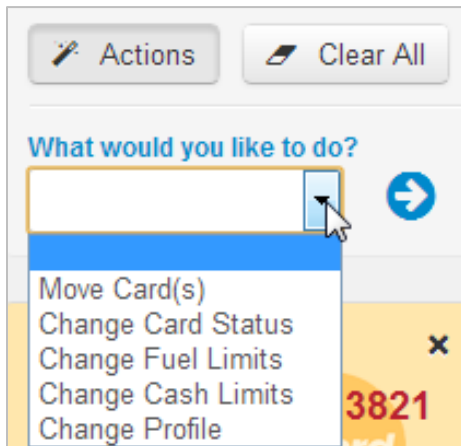 Actions
Clear All
What would you like to do?
Move Card(s)
Change Card Status
Change Fuel Limits
Change Cash Limits
3821
Change Profile